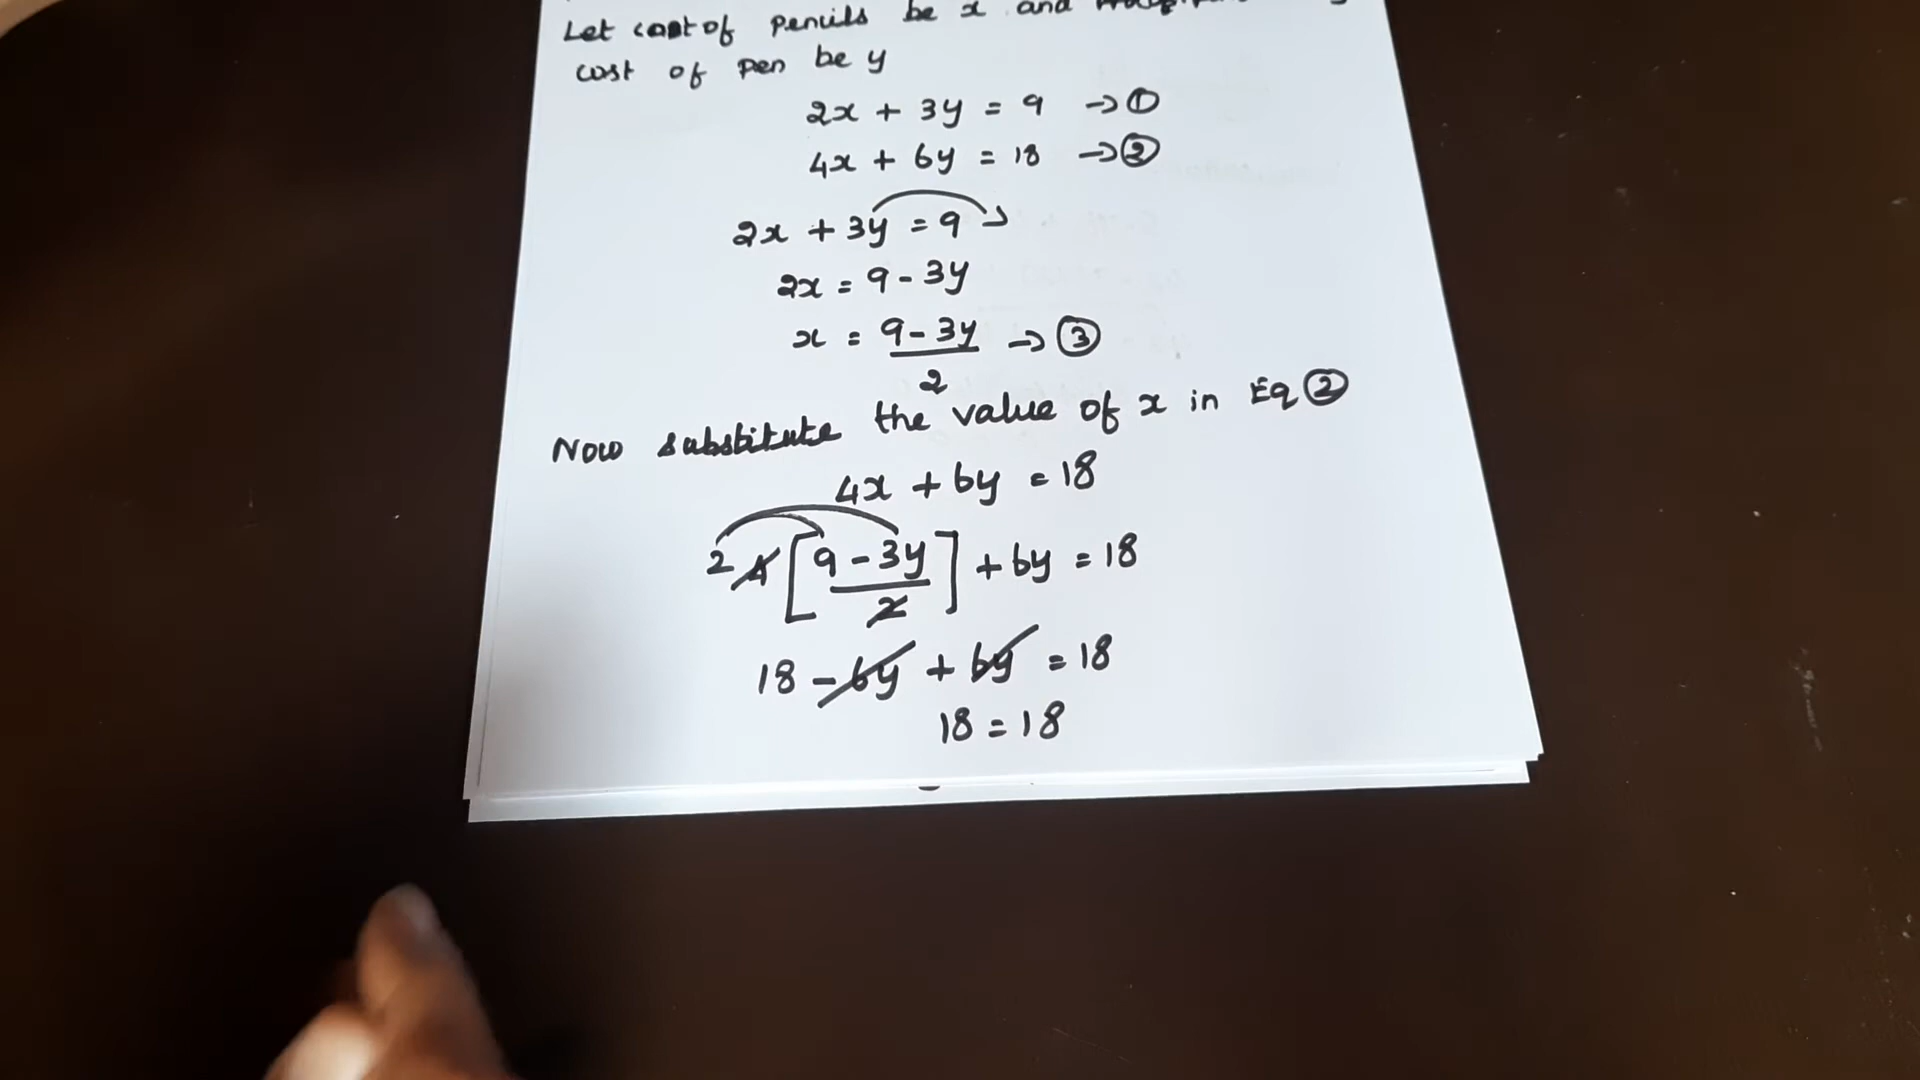 Let cost of pencils be x and
cost of pen be y
2x + 3y = 9 → ①
4x + 6y = 18 → ②
2x + 3y = 9
2x = 9 - 3y
x = 9 - 3y → ③
2
Now substitute the value of x in Eq ②
4x + 6y = 18
2 4 [ 9 - 3y ] + 6y = 18
2
18 - 6y + 6y = 18
18 = 18